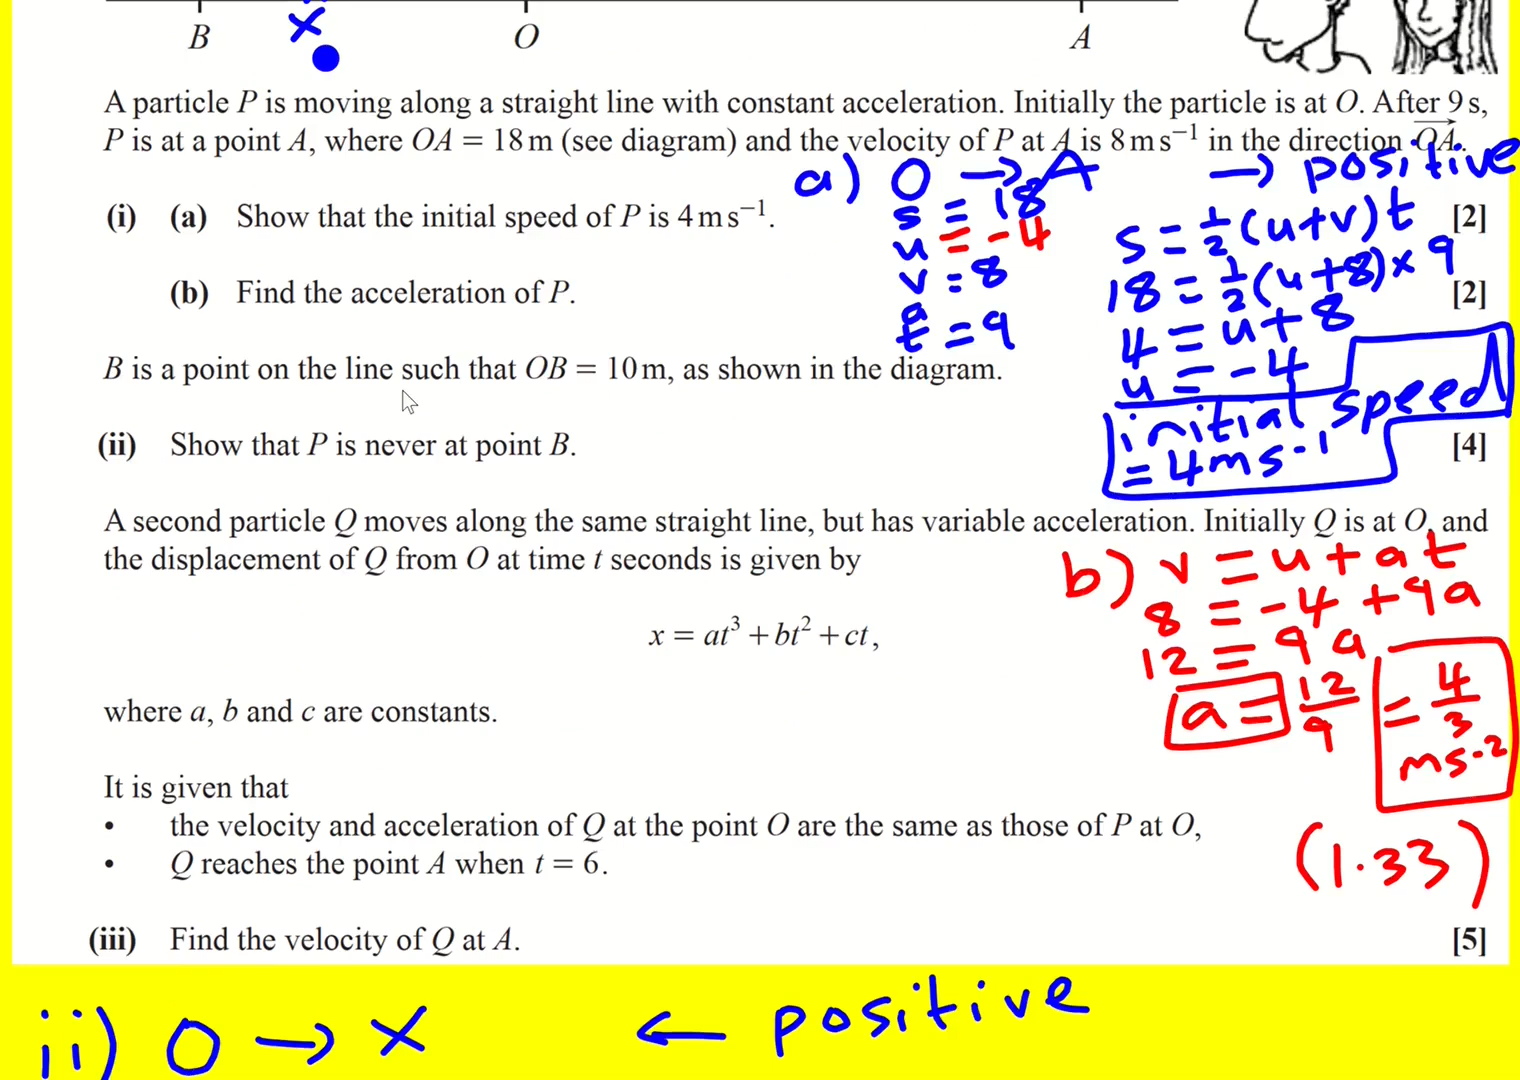 x
B O A
A particle P is moving along a straight line with constant acceleration. Initially the particle is at O. After 9 s,
P is at a point A, where OA = 18 m (see diagram) and the velocity of P at A is 8 m s⁻¹ in the direction OA⃗.
a) O → A
→ positive
(i) (a) Show that the initial speed of P is 4 m s⁻¹. [2]
s = 18
u = -4
v = 8
a
t = 9
s = ½(u+v)t
18 = ½(u+8)×9
4 = u+8
u = -4
initial speed
= 4ms⁻¹
(b) Find the acceleration of P. [2]
B is a point on the line such that OB = 10 m, as shown in the diagram.
(ii) Show that P is never at point B. [4]
A second particle Q moves along the same straight line, but has variable acceleration. Initially Q is at O, and
the displacement of Q from O at time t seconds is given by
x = at³ + bt² + ct,
b) v = u + at
8 = -4 + 9a
12 = 9a
a = 12/9 = 4/3 ms⁻²
(1.33)
where a, b and c are constants.
It is given that
• the velocity and acceleration of Q at the point O are the same as those of P at O,
• Q reaches the point A when t = 6.
(iii) Find the velocity of Q at A. [5]
ii) O → x ← positive